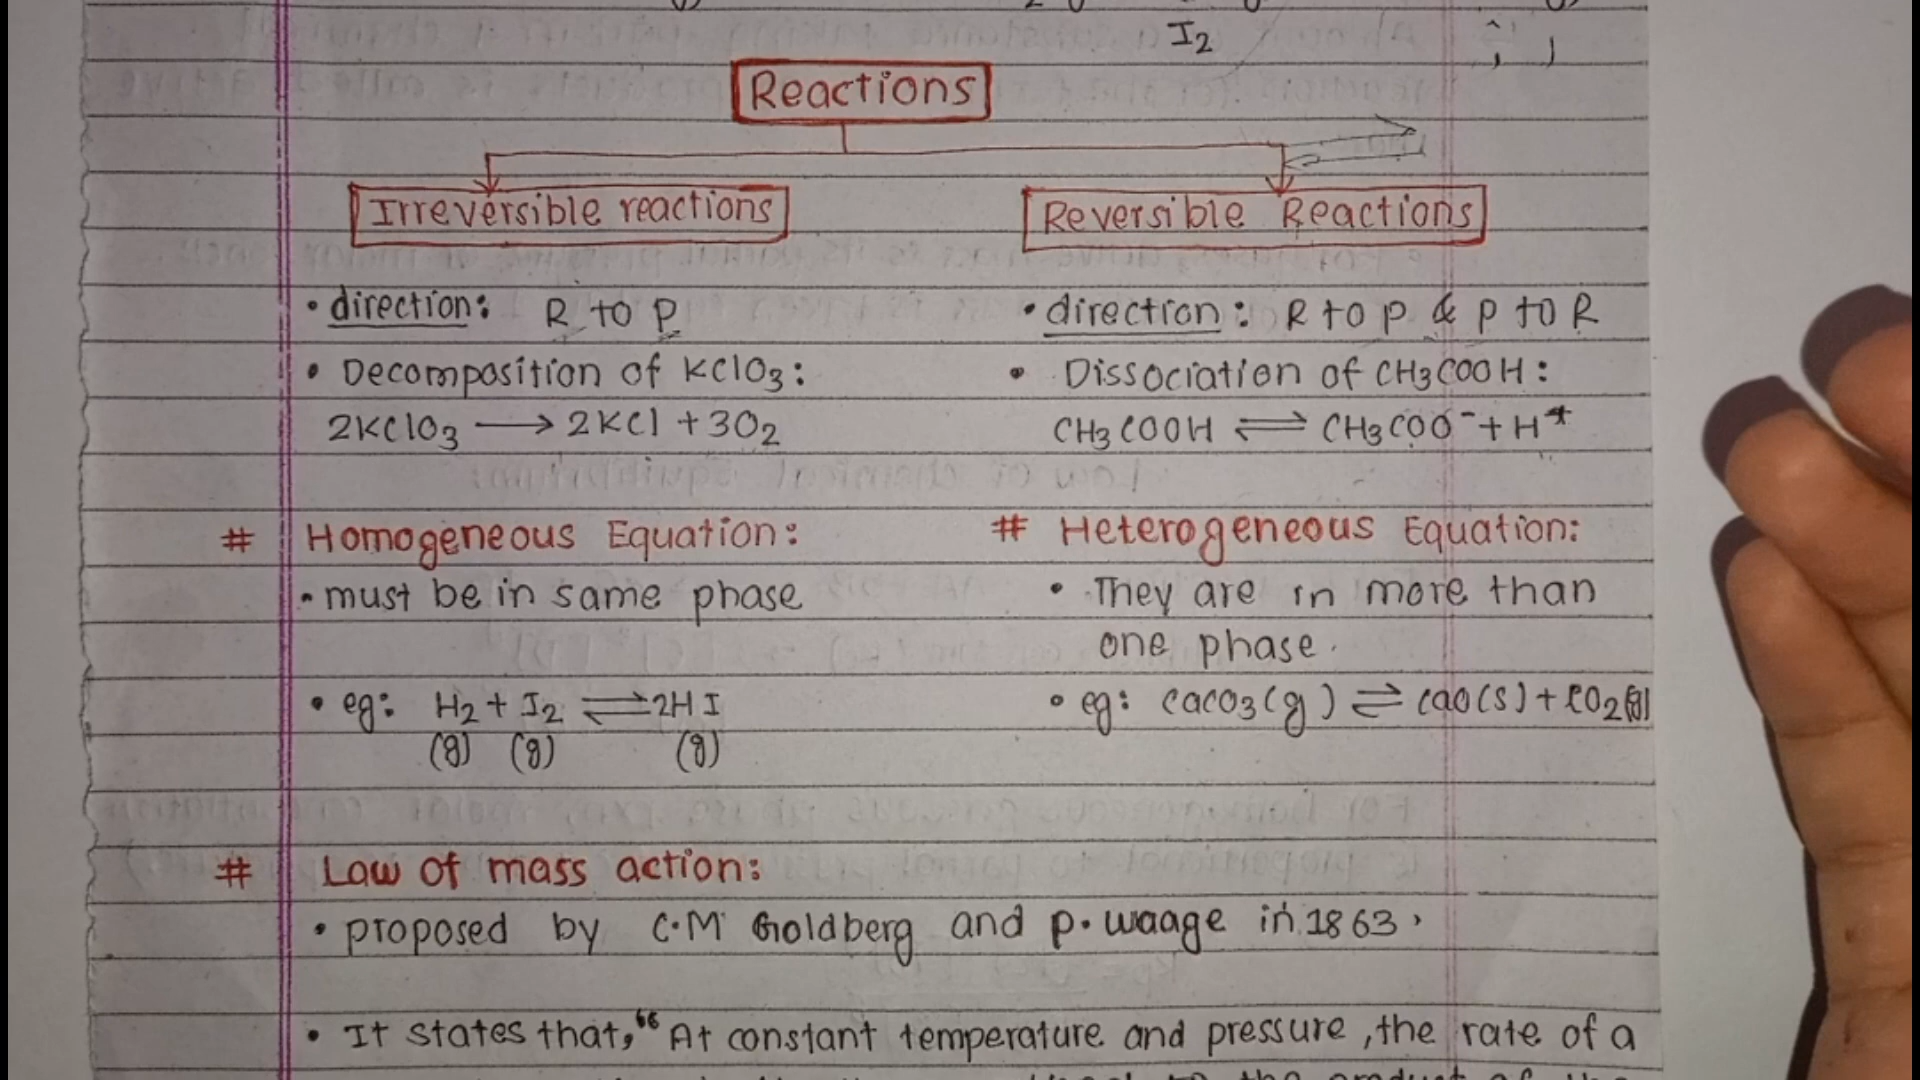 I2
Reactions
Irreversible reactions
Reversible Reactions
• direction: R to P
• direction: R to P & P to R
• Decomposition of KClO3:
• Dissociation of CH3COOH:
2KClO3 ⟶ 2KCl + 3O2
CH3COOH ⇌ CH3COO⁻ + H⁺
# Homogeneous Equation:
# Heterogeneous Equation:
• must be in same phase
• They are in more than
one phase.
• eg: H2 + I2 ⇌ 2HI
(g) (g) (g)
• eg: CaCO3(g) ⇌ CaO(s) + CO2(g)
# Law of mass action:
• proposed by C.M Goldberg and P. Waage in 1863.
• It states that, “At constant temperature and pressure, the rate of a